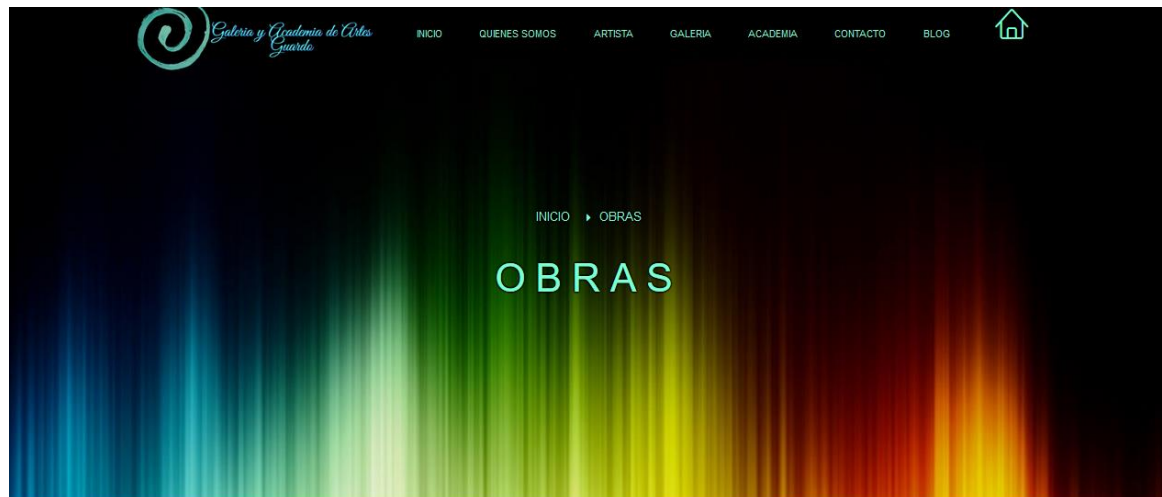 Galeria y Academia de Artes
Guardo
INICIO QUIENES SOMOS ARTISTA GALERIA ACADEMIA CONTACTO BLOG
INICIO OBRAS
OBRAS